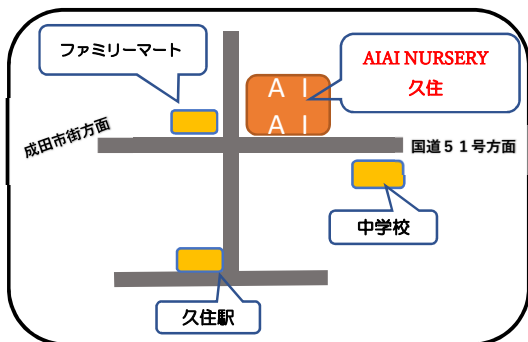 ファミリーマート
AIAI NURSERY
久住
A I
A I
成田市街方面
国道５１号方面
中学校
久住駅